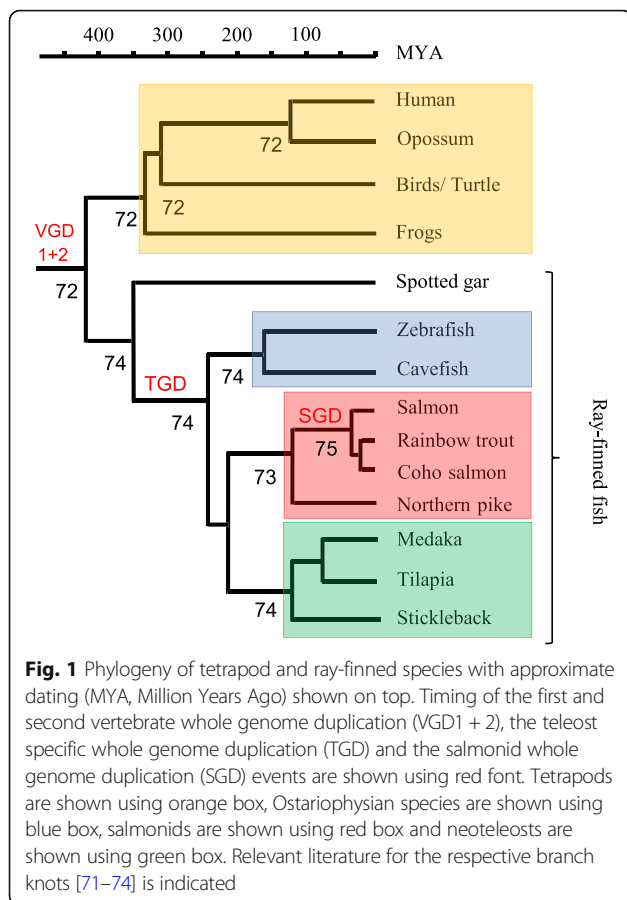 400 300 200 100
MYA
Human
72
Opossum
72
Birds/ Turtle
72
Frogs
VGD
1+2
72
Spotted gar
74
Zebrafish
TGD
74
Cavefish
74
SGD
Salmon
75
Rainbow trout
73
Coho salmon
Northern pike
Medaka
Tilapia
74
Stickleback
Ray-finned fish
Fig. 1 Phylogeny of tetrapod and ray-finned species with approximate
dating (MYA, Million Years Ago) shown on top. Timing of the first and
second vertebrate whole genome duplication (VGD1 + 2), the teleost
specific whole genome duplication (TGD) and the salmonid whole
genome duplication (SGD) events are shown using red font. Tetrapods
are shown using orange box, Ostariophysian species are shown using
blue box, salmonids are shown using red box and neoteleosts are
shown using green box. Relevant literature for the respective branch
knots [71–74] is indicated